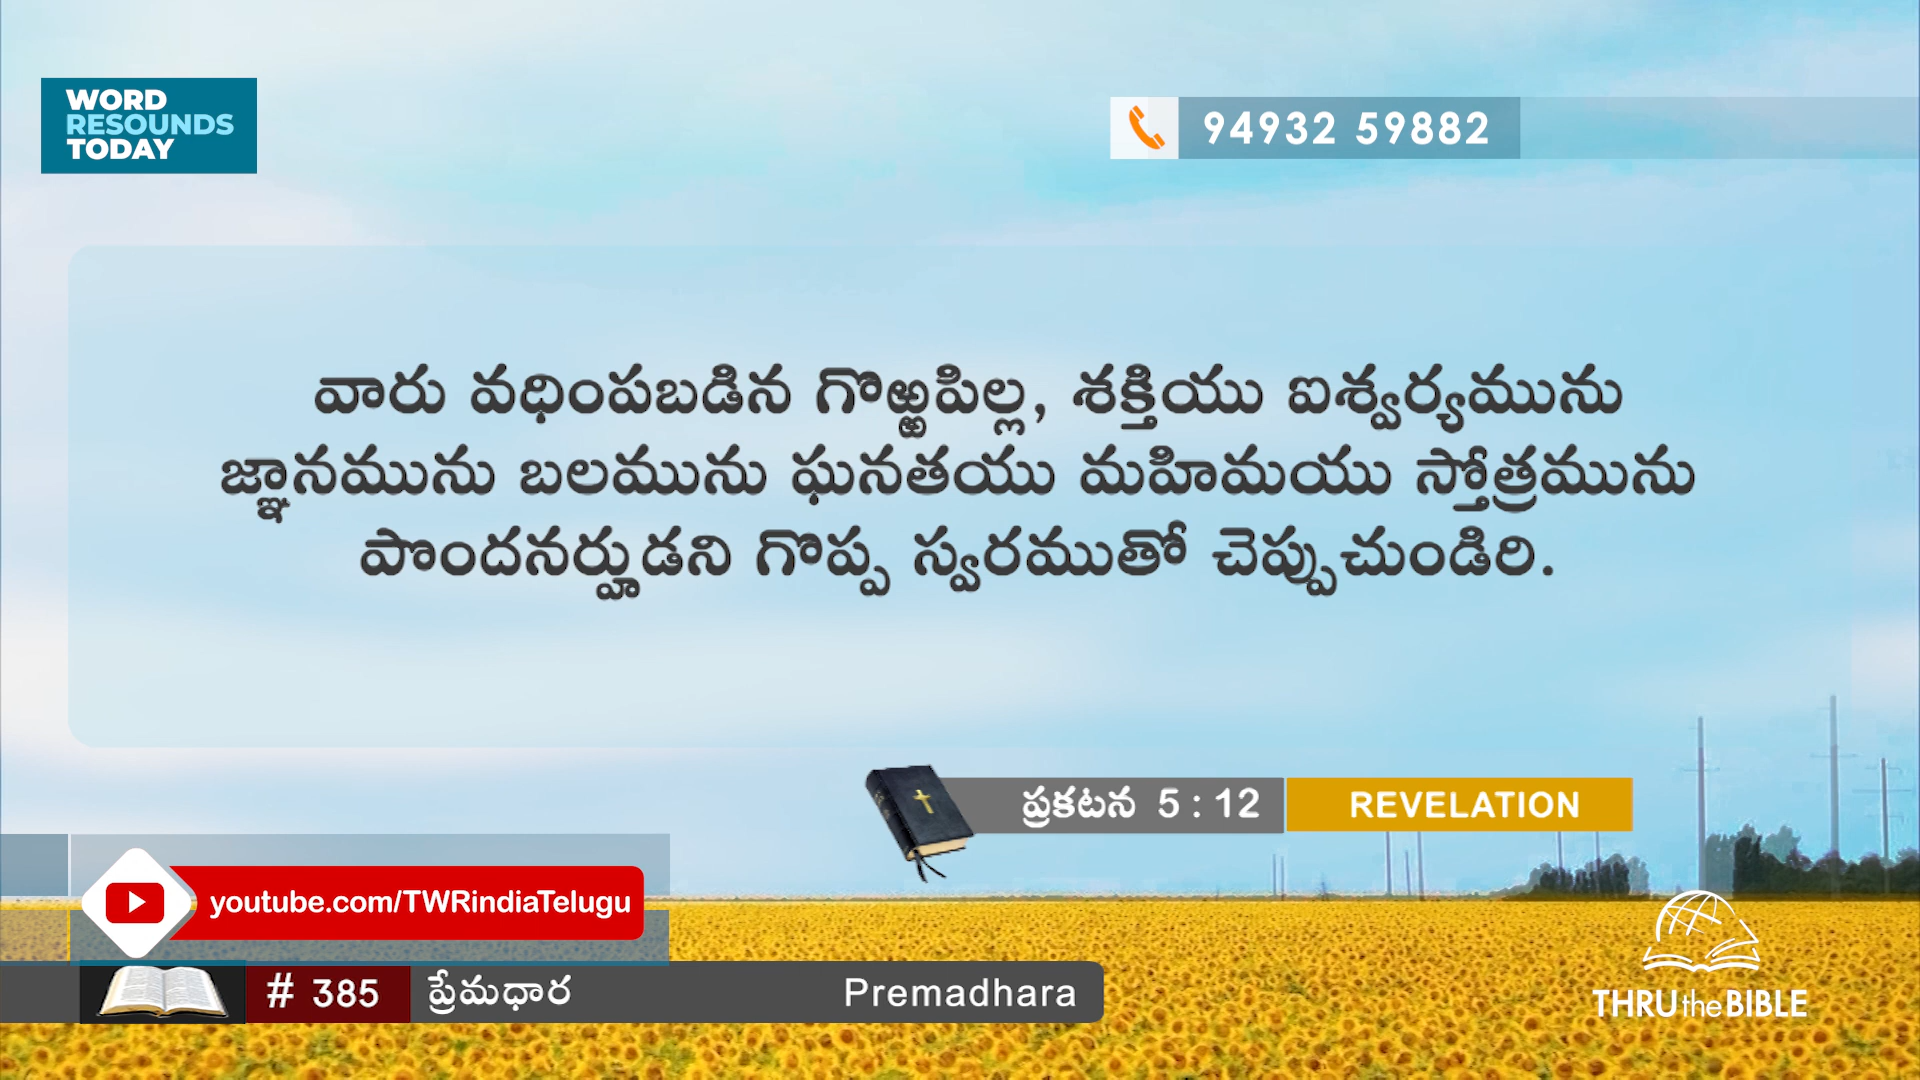 WORD
RESOUNDS
TODAY
94932 59882
వారు వధింపబడిన గొఱ్ఱపిల్ల, శక్తియు ఐశ్వర్యమును
జ్ఞానమును బలమును ఘనతయు మహిమయు స్తోత్రమును
పొందనర్హుడని గొప్ప స్వరముతో చెప్పుచుండిరి.
ప్రకటన 5 : 12 REVELATION
youtube.com/TWRindiaTelugu
# 385 ప్రేమధార Premadhara
THRU the BIBLE